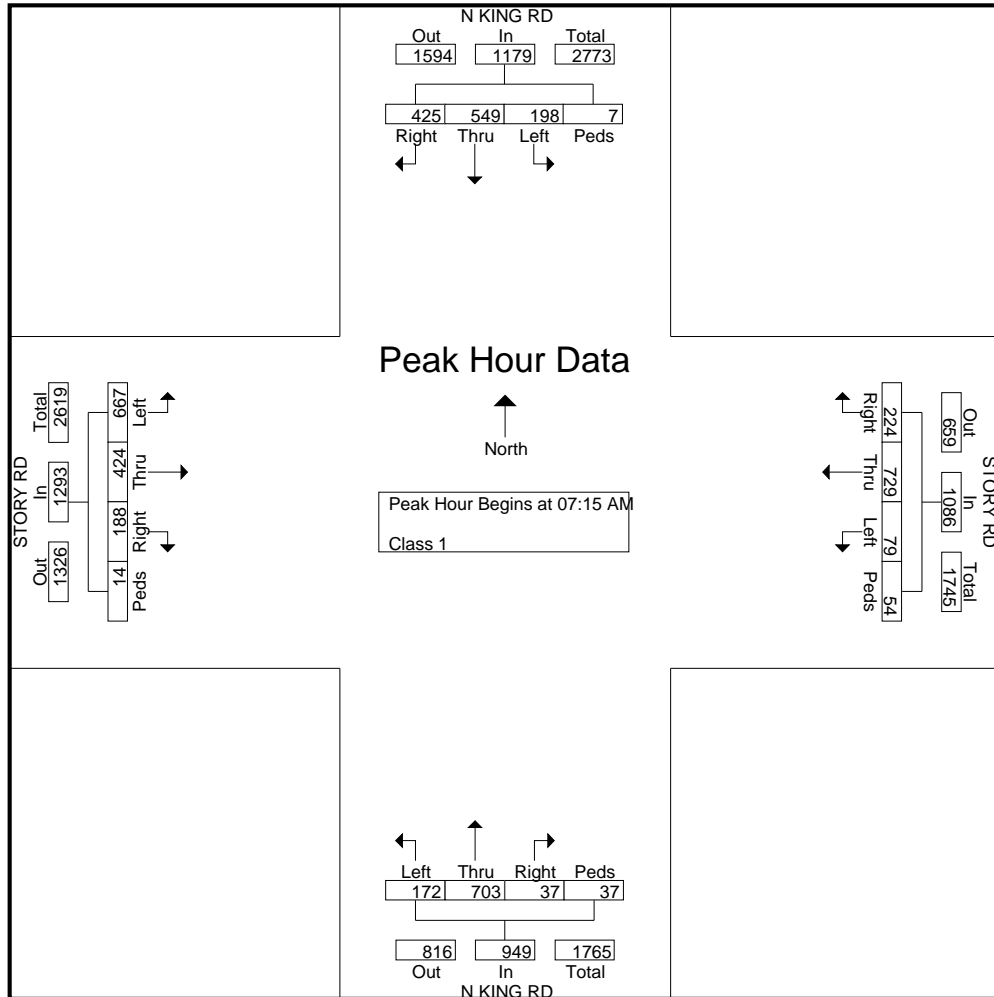 N KING RD
Out In Total
1594 1179 2773
425 549 198 7
Right Thru Left Peds
Peak Hour Data
North
Peak Hour Begins at 07:15 AM
Class 1
STORY RD
Total In Out
2619 1293 1326
667 424 188 14
Left Thru Right Peds
STORY RD
Out In Total
659 1086 1745
224 729 79 54
Right Thru Left Peds
Left Thru Right Peds
172 703 37 37
816 949 1765
Out In Total
N KING RD